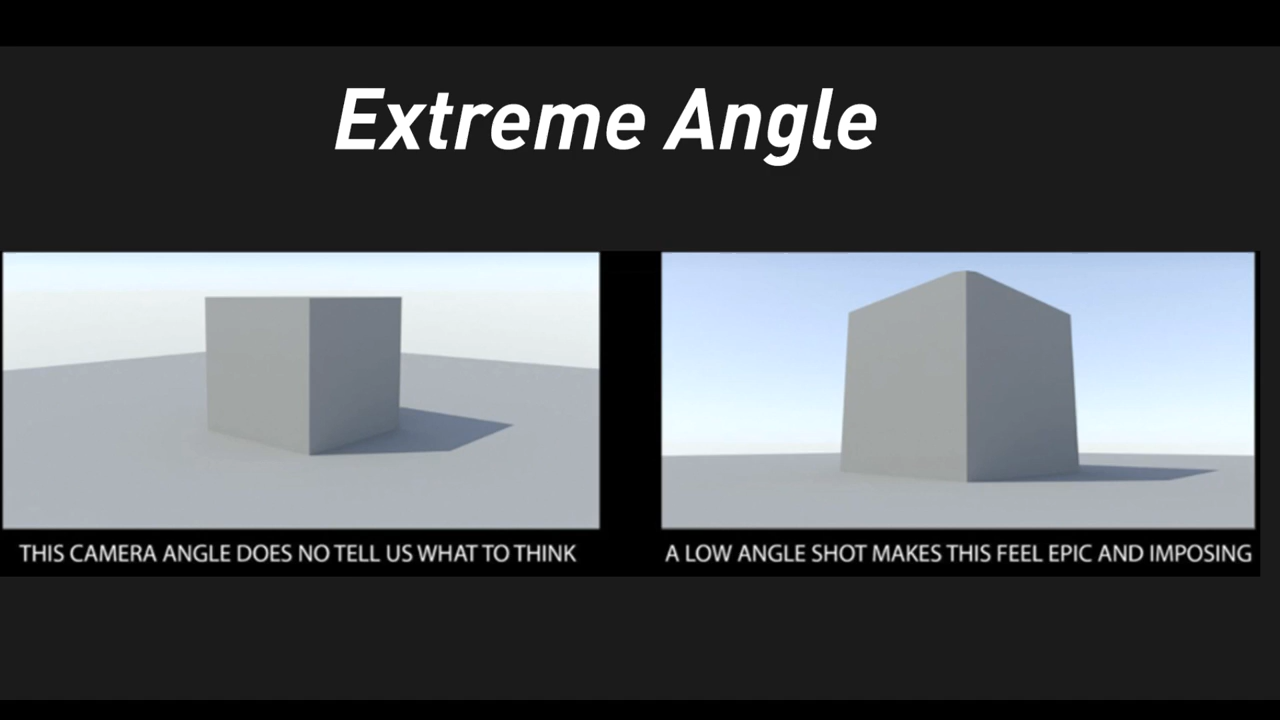 Extreme Angle
THIS CAMERA ANGLE DOES NO TELL US WHAT TO THINK
A LOW ANGLE SHOT MAKES THIS FEEL EPIC AND IMPOSING